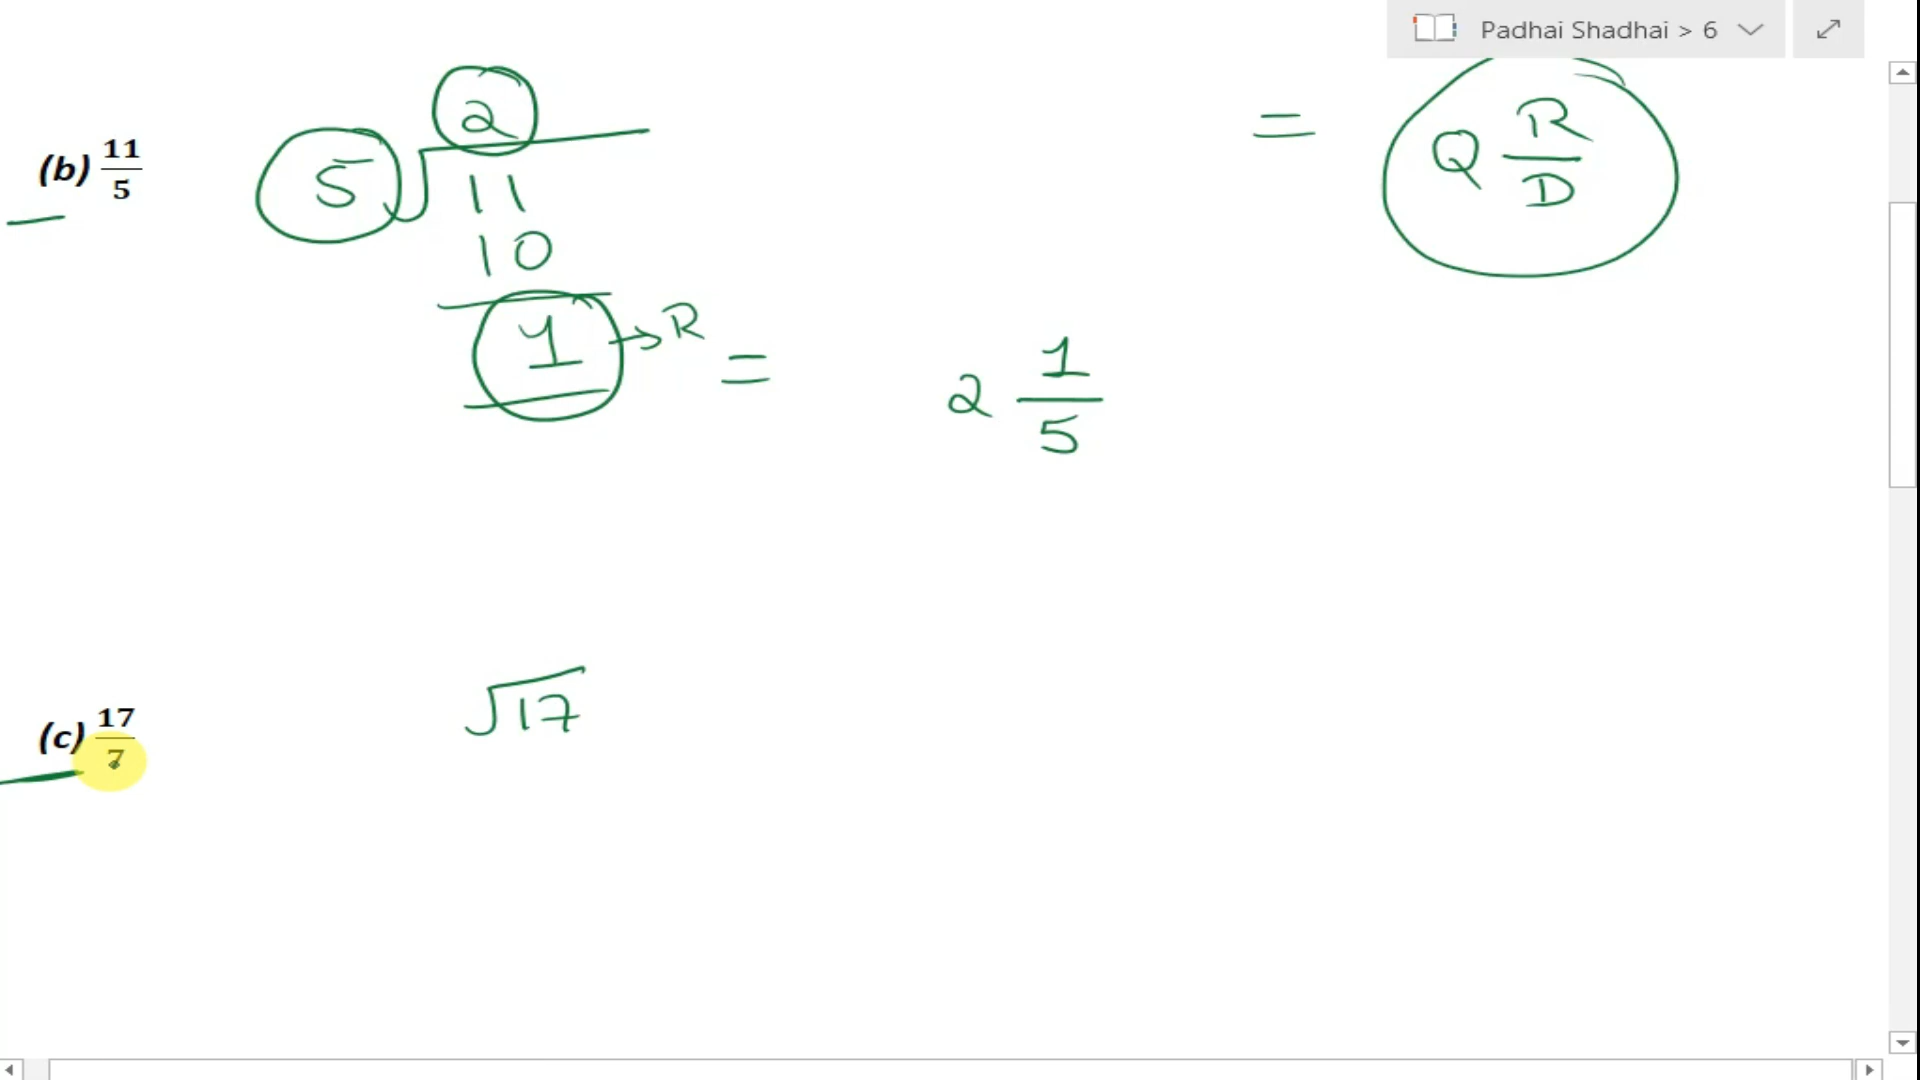 Padhai Shadhai > 6
(b) 11/5
2
5 √11
10
1 → R
= 2 1/5
= Q R/D
(c) 17/7
√17